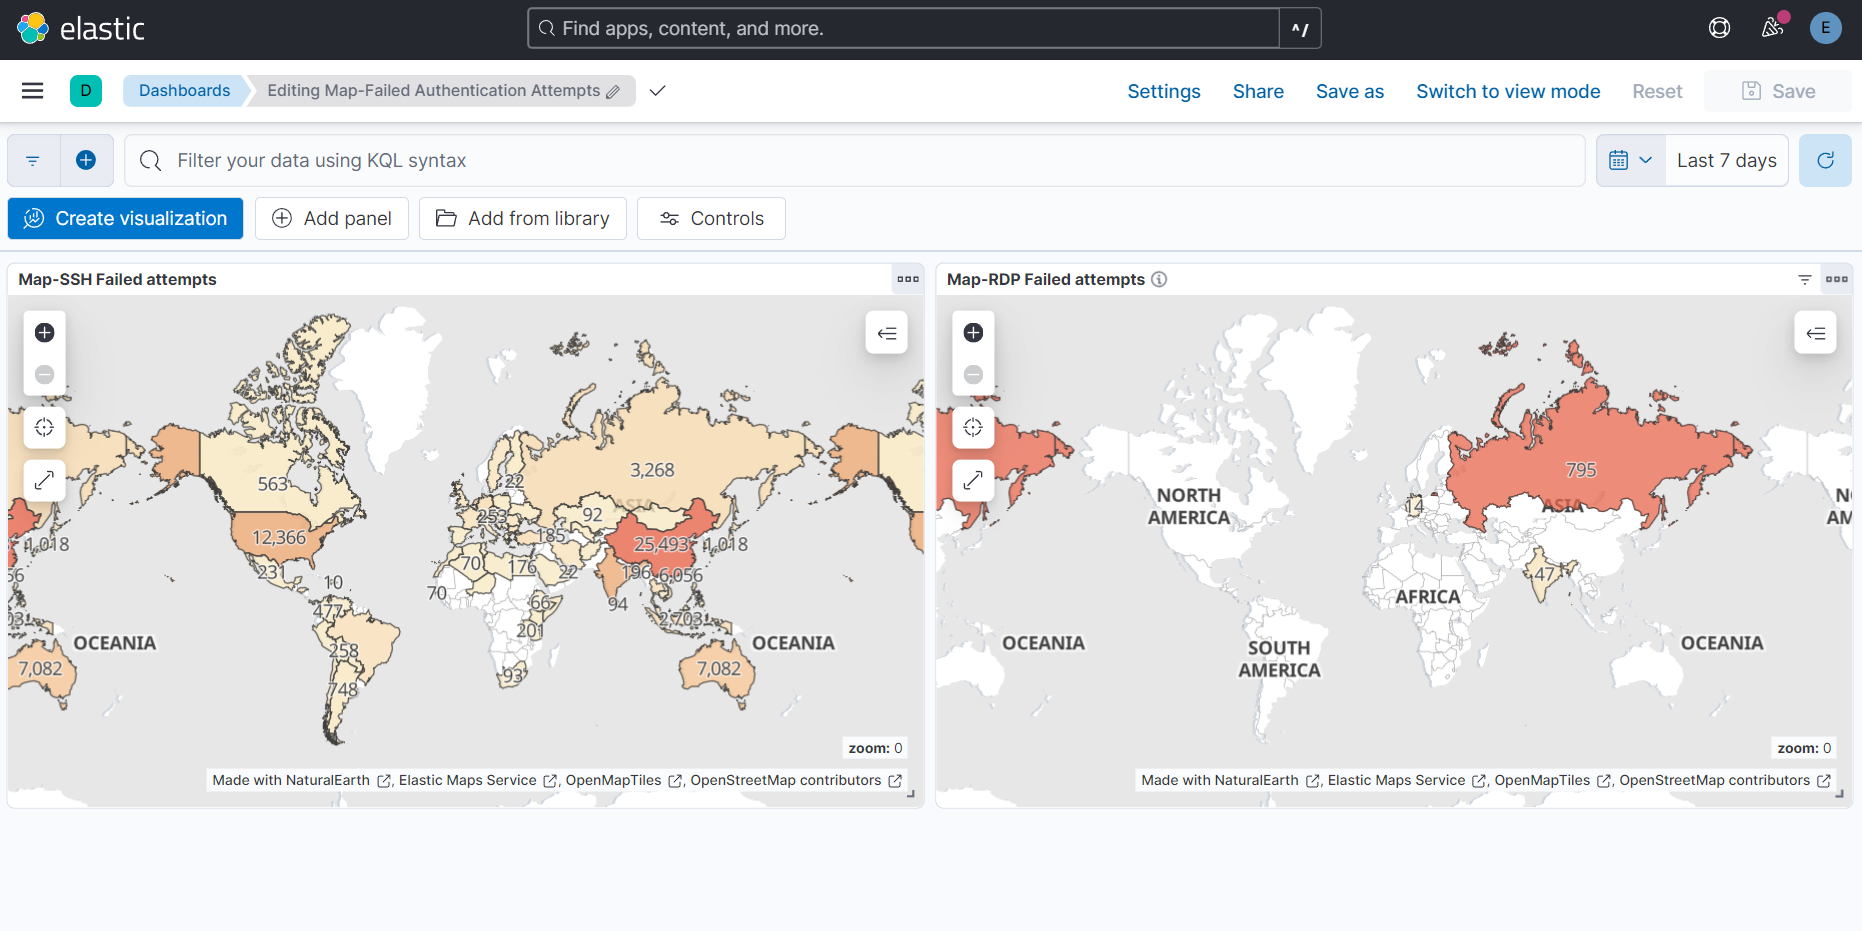 elastic
Find apps, content, and more.
^/
E
D
Dashboards
Editing Map-Failed Authentication Attempts
Settings
Share
Save as
Switch to view mode
Reset
Save
Filter your data using KQL syntax
Last 7 days
Create visualization
Add panel
Add from library
Controls
Map-SSH Failed attempts
3,268
563
22
ASIA
253
92
12,366
185
25,493
1,018
1,018
231
10
70
176
22
196
6,056
56
70
477
66
94
2,703
201
OCEANIA
OCEANIA
258
7,082
93
7,082
748
zoom: 0
Made with NaturalEarth , Elastic Maps Service , OpenMapTiles , OpenStreetMap contributors
Map-RDP Failed attempts
795
NORTH
AMERICA
14
ASIA
N
AM
47
AFRICA
OCEANIA
SOUTH
AMERICA
OCEANIA
zoom: 0
Made with NaturalEarth , Elastic Maps Service , OpenMapTiles , OpenStreetMap contributors